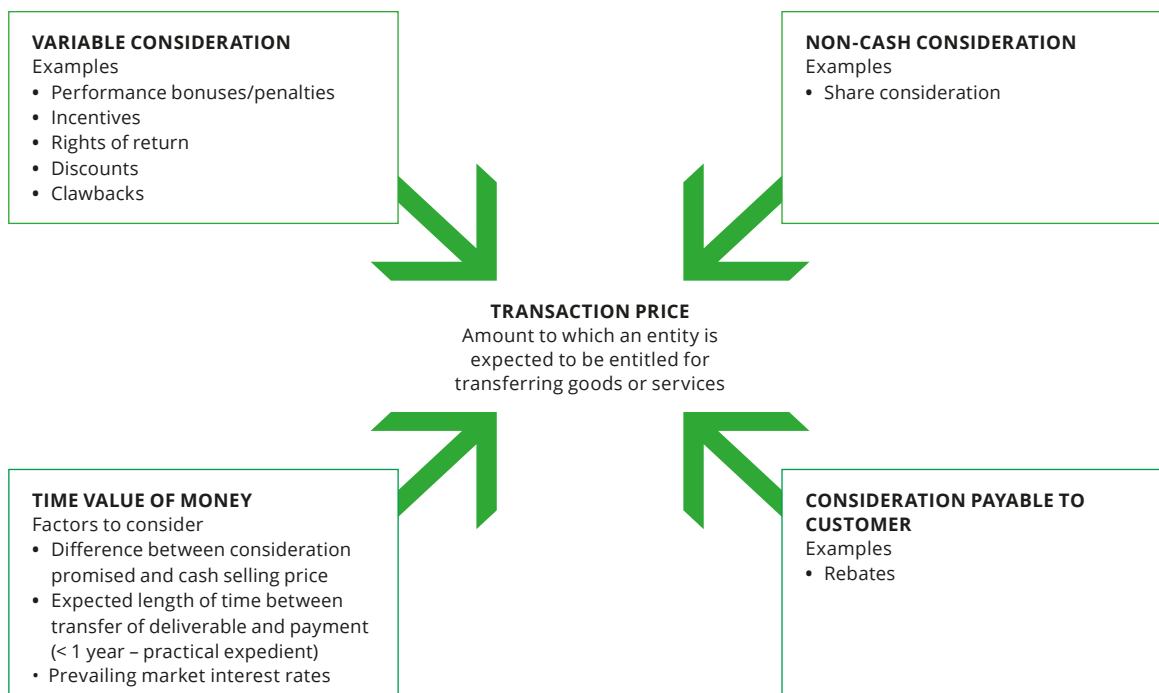 VARIABLE CONSIDERATION
Examples
• Performance bonuses/penalties
• Incentives
• Rights of return
• Discounts
• Clawbacks
NON-CASH CONSIDERATION
Examples
• Share consideration
TRANSACTION PRICE
Amount to which an entity is
expected to be entitled for
transferring goods or services
TIME VALUE OF MONEY
Factors to consider
• Difference between consideration
promised and cash selling price
• Expected length of time between
transfer of deliverable and payment
(< 1 year – practical expedient)
• Prevailing market interest rates
CONSIDERATION PAYABLE TO
CUSTOMER
Examples
• Rebates